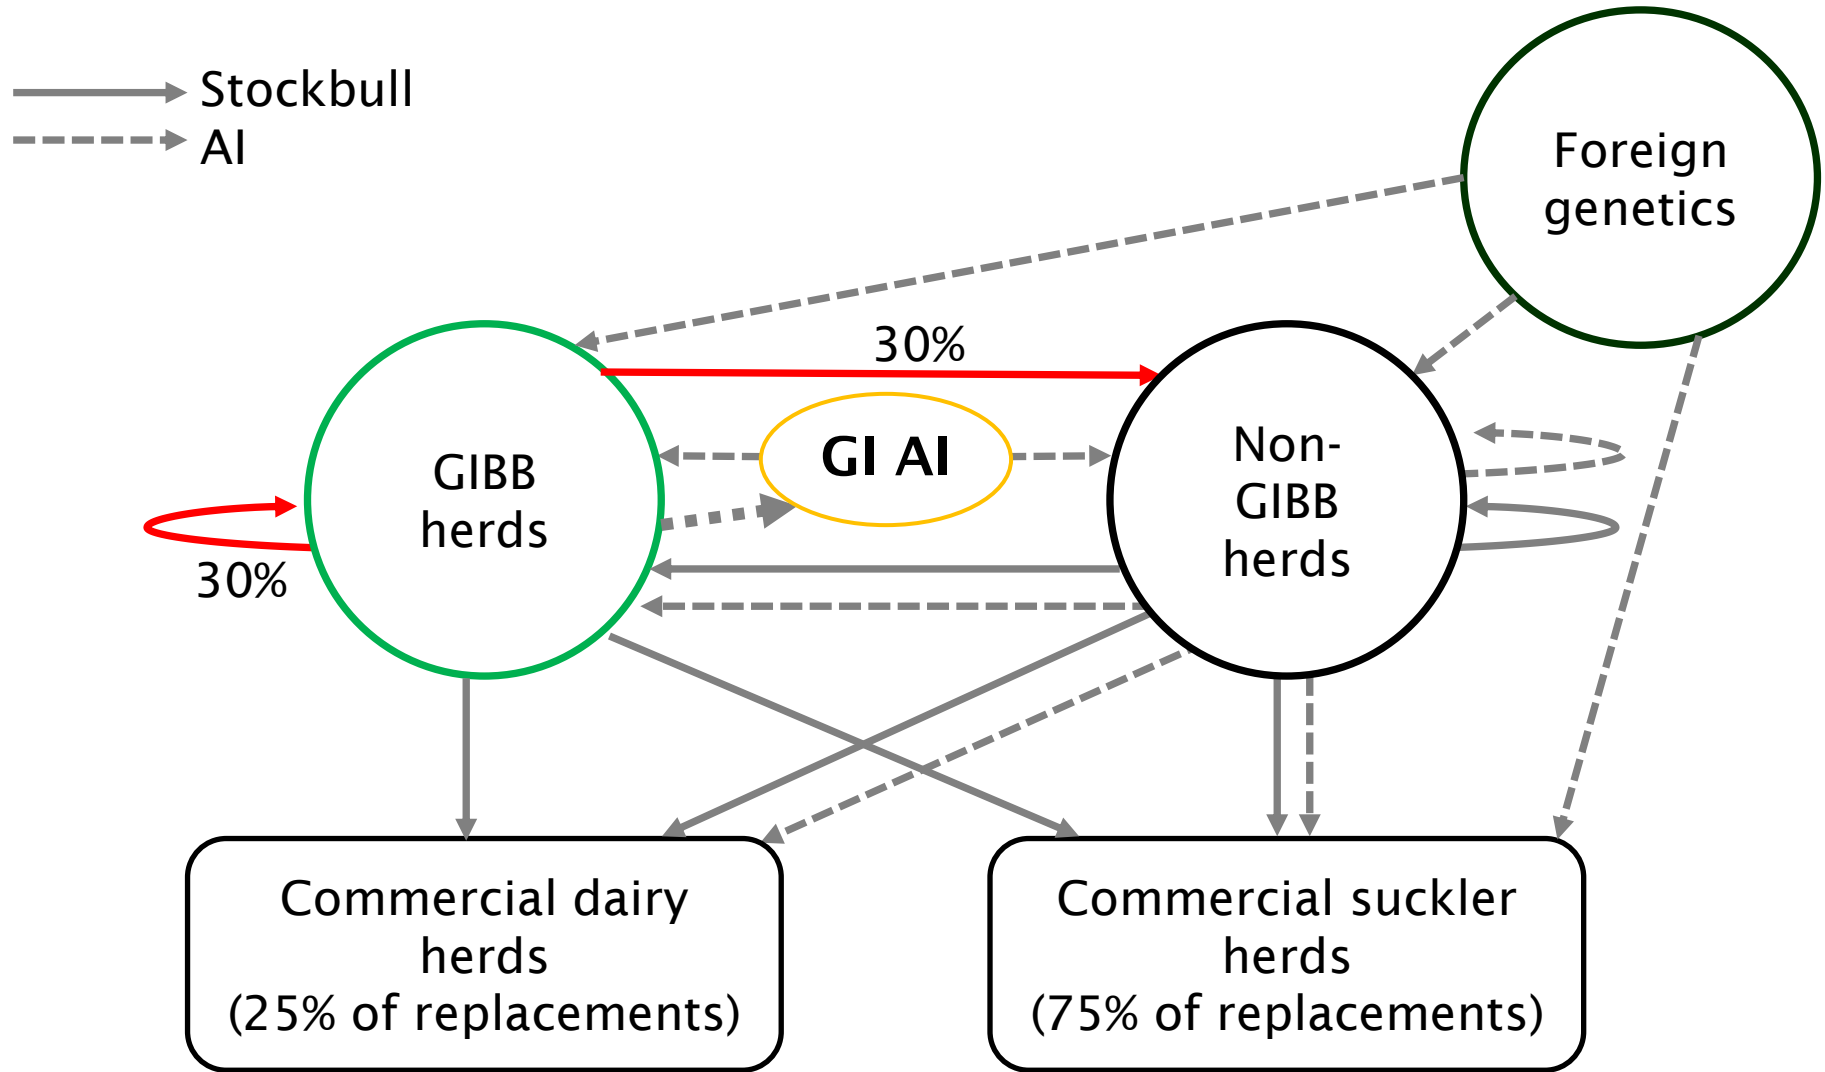 Stockbull
AI
Foreign
genetics
30%
GI AI
GIBB
herds
Non-
GIBB
herds
30%
Commercial dairy
herds
(25% of replacements)
Commercial suckler
herds
(75% of replacements)